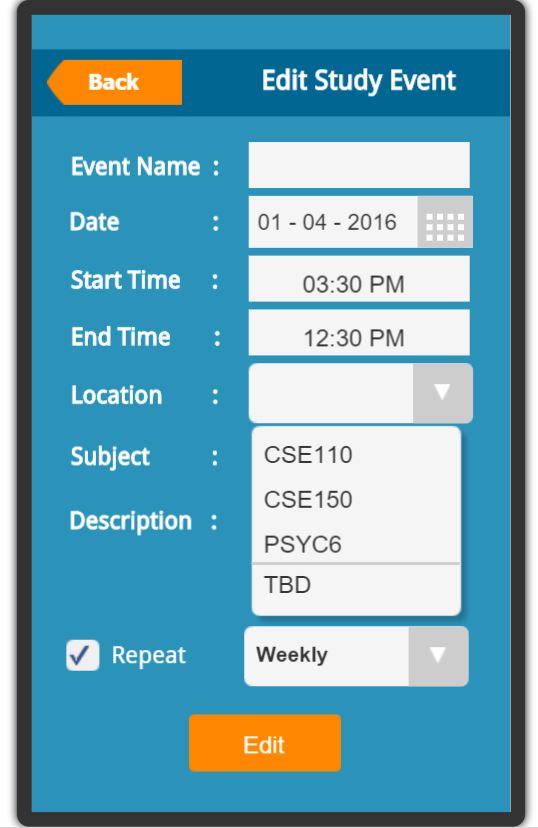 Back Edit Study Event
Event Name :
Date : 01 - 04 - 2016
Start Time : 03:30 PM
End Time : 12:30 PM
Location :
Subject : CSE110
CSE150
Description :
PSYC6
TBD
Repeat Weekly
Edit